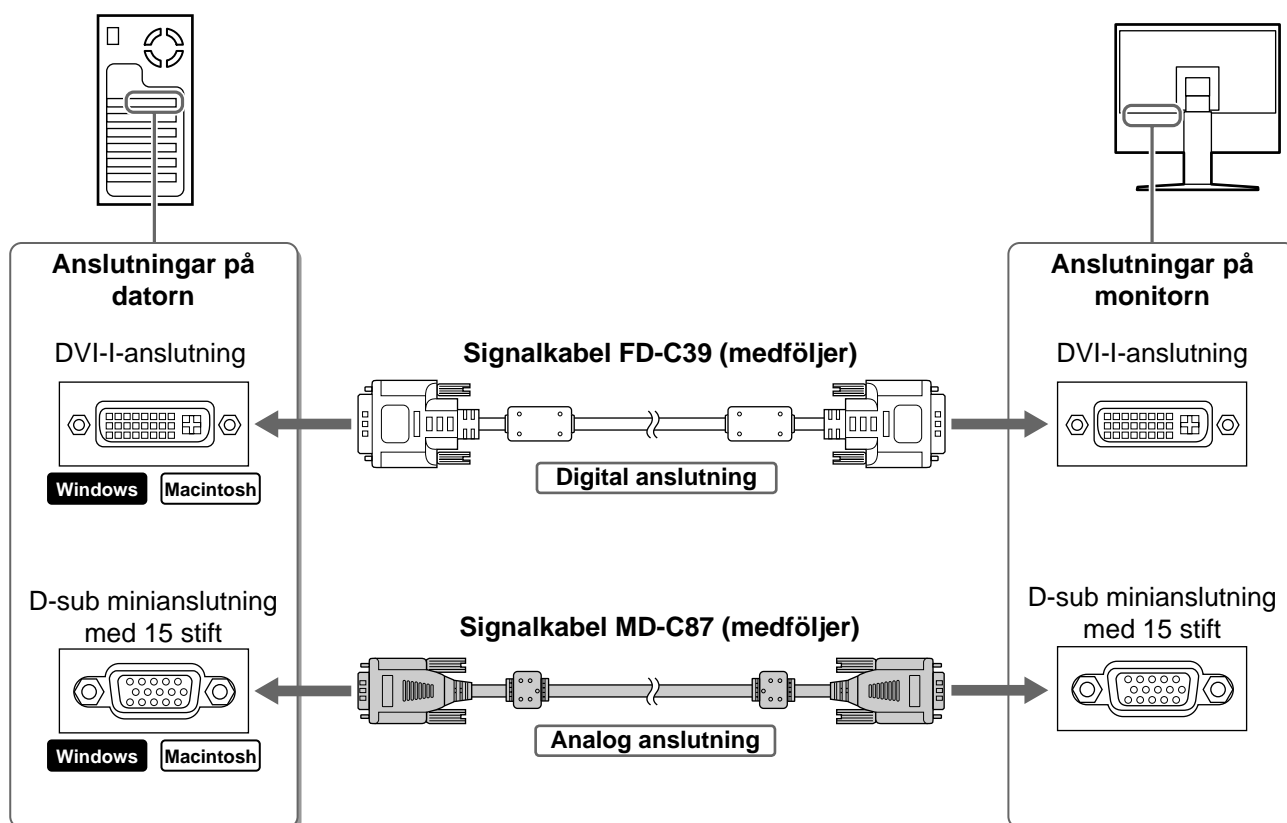 Anslutningar på
datorn
Anslutningar på
monitorn
DVI-I-anslutning
Signalkabel FD-C39 (medföljer)
DVI-I-anslutning
Digital anslutning
Windows
Macintosh
D-sub minianslutning
med 15 stift
Signalkabel MD-C87 (medföljer)
D-sub minianslutning
med 15 stift
Analog anslutning
Windows
Macintosh